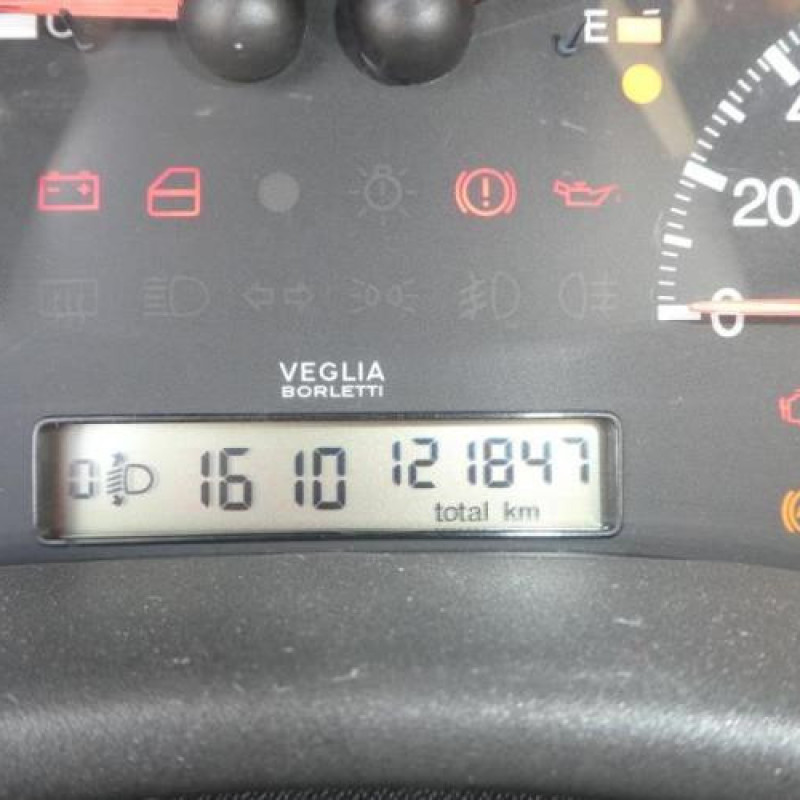 E
20
0
VEGLIA
BORLETTI
0 16 10 121847
total km